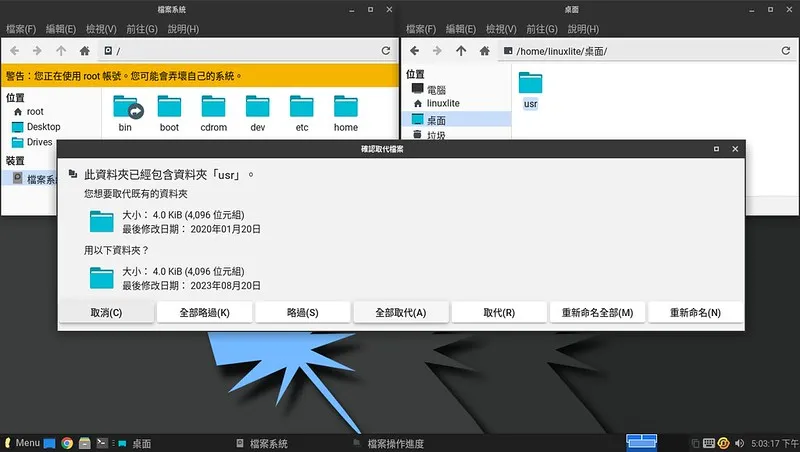 檔案系統
檔案(F) 編輯(E) 檢視(V) 前往(G) 說明(H)
/
警告：您正在使用 root 帳號。您可能會弄壞自己的系統。
位置
root
Desktop
Drives
裝置
檔案系
bin boot cdrom dev etc home
桌面
檔案(F) 編輯(E) 檢視(V) 前往(G) 說明(H)
/home/linuxlite/桌面/
位置
電腦
linuxlite
桌面
垃圾
usr
確認取代檔案
此資料夾已經包含資料夾「usr」。
您想要取代既有的資料夾
大小： 4.0 KiB (4,096 位元組)
最後修改日期： 2020年01月20日
用以下資料夾？
大小： 4.0 KiB (4,096 位元組)
最後修改日期： 2023年08月20日
取消(C) 全部略過(K) 略過(S) 全部取代(A) 取代(R) 重新命名全部(M) 重新命名(N)
Menu 桌面 檔案系統 檔案操作進度 5:03:17 下午